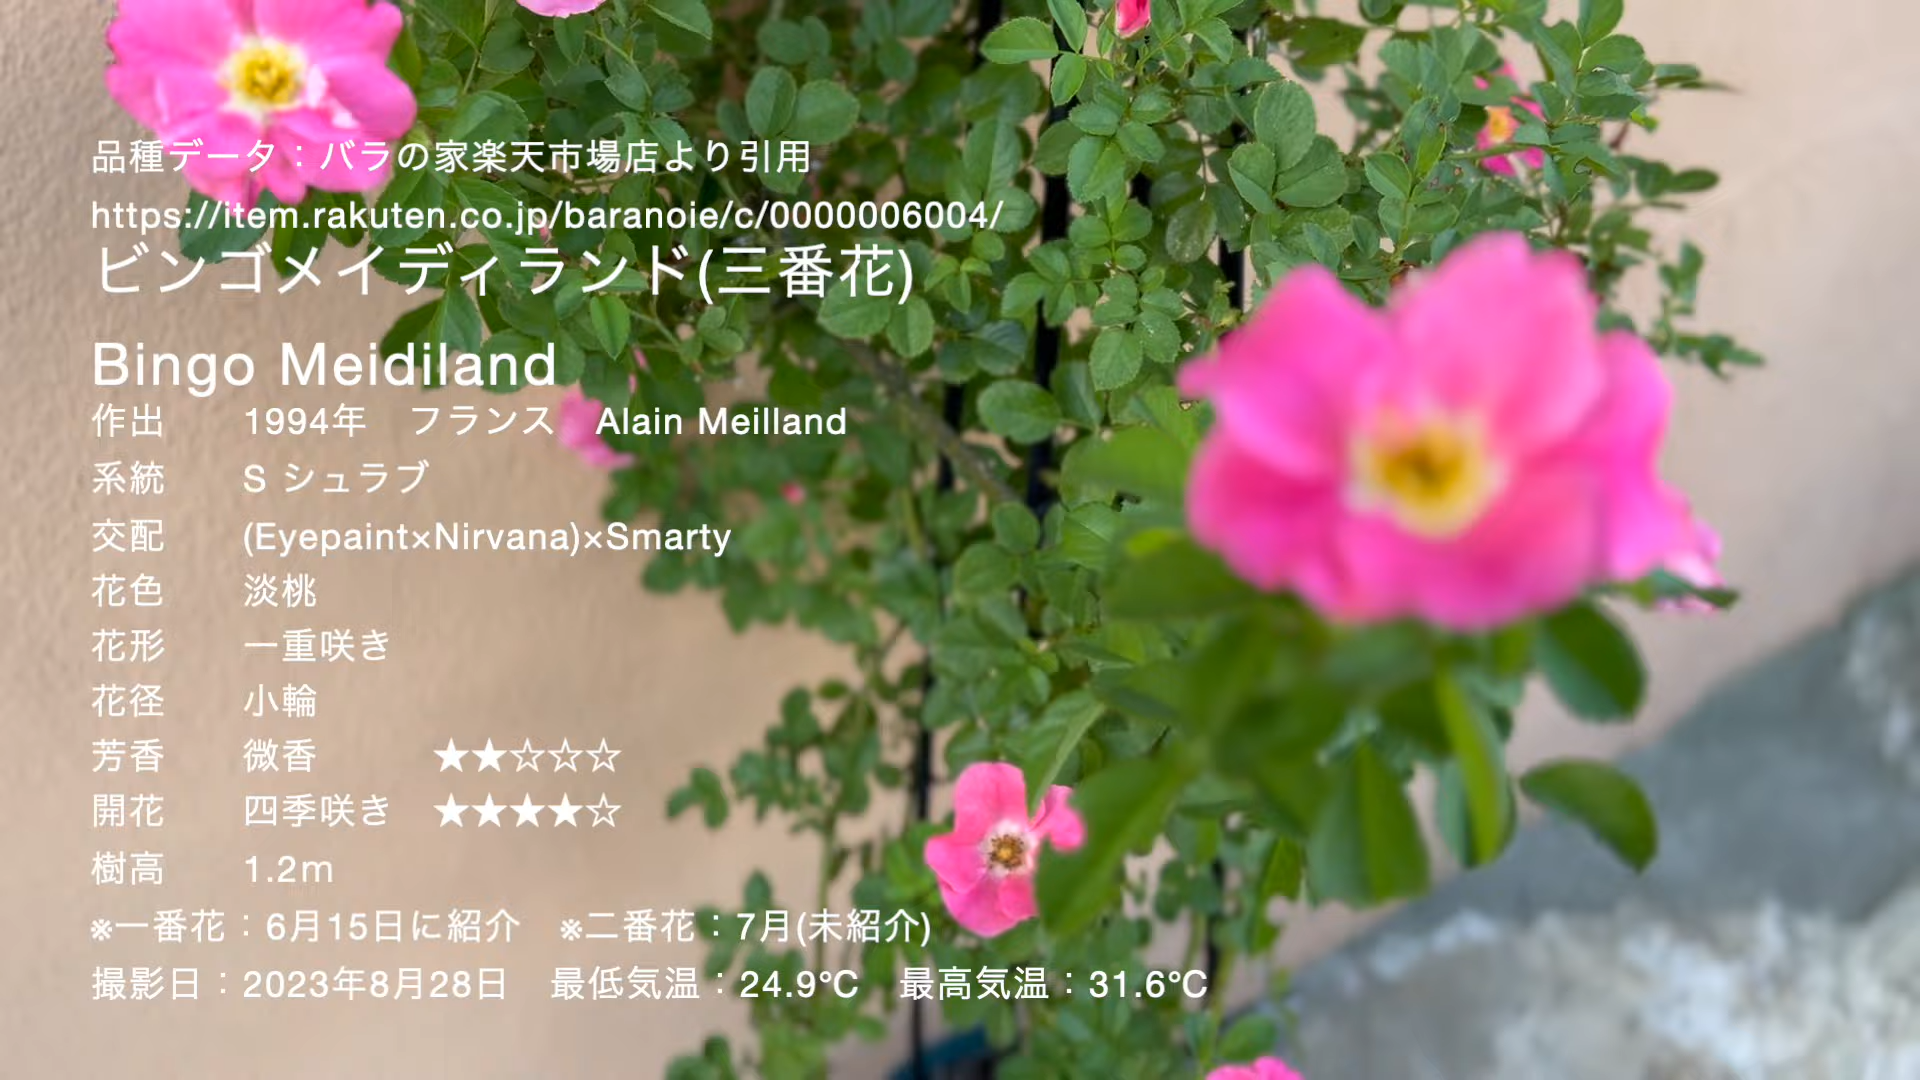 品種データ：バラの家楽天市場店より引用
https://item.rakuten.co.jp/baranoie/c/0000006004/
ビンゴメイディランド(三番花)
Bingo Meidiland
作出　　1994年　フランス　Alain Meilland
系統　　S シュラブ
交配　　(Eyepaint×Nirvana)×Smarty
花色　　淡桃
花形　　一重咲き
花径　　小輪
芳香　　微香　　　★★☆☆☆
開花　　四季咲き　★★★★☆
樹高　　1.2m
※一番花：6月15日に紹介　※二番花：7月(未紹介)
撮影日：2023年8月28日　最低気温：24.9℃　最高気温：31.6℃